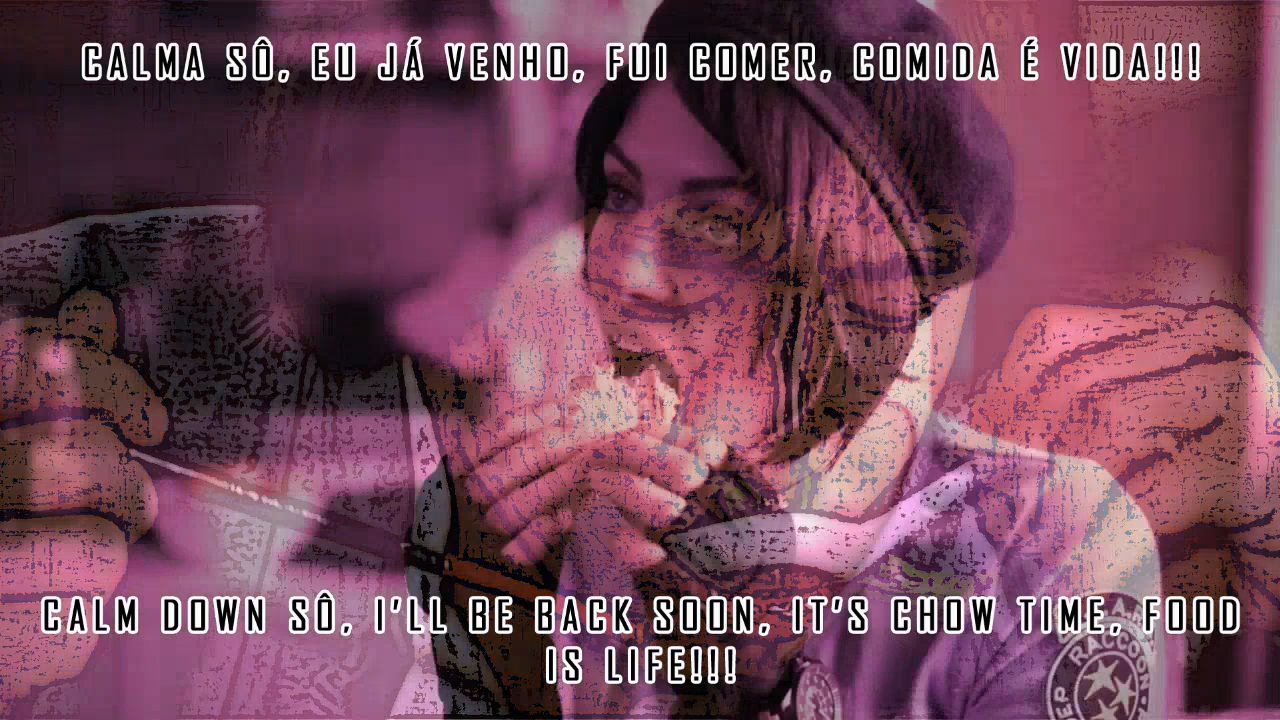 CALMA SÔ, EU JÁ VENHO, FUI COMER, COMIDA É VIDA!!!
CALM DOWN SÔ, I'LL BE BACK SOON, IT'S CHOW TIME, FOOD
IS LIFE!!!
RACCOON